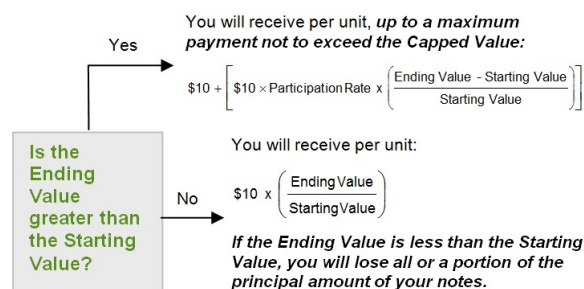 You will receive per unit, up to a maximum
payment not to exceed the Capped Value:
Yes
$10 + [ $10 × Participation Rate x ( Ending Value - Starting Value / Starting Value ) ]
Is the
Ending
Value
greater than
the Starting
Value?
No
You will receive per unit:
$10 x ( Ending Value / Starting Value )
If the Ending Value is less than the Starting
Value, you will lose all or a portion of the
principal amount of your notes.